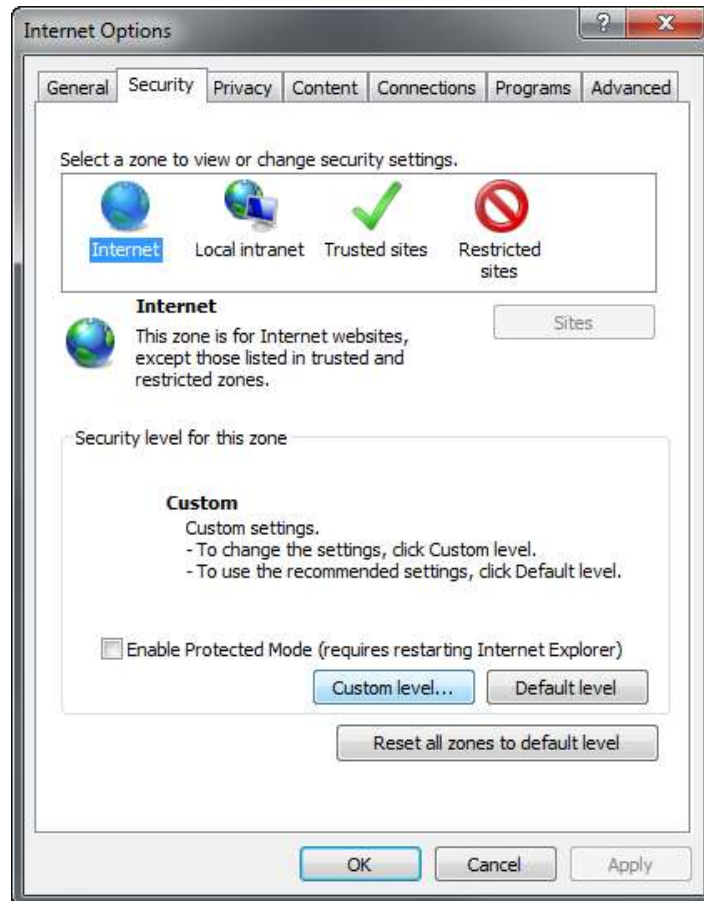 Internet Options
General Security Privacy Content Connections Programs Advanced
Select a zone to view or change security settings.
Internet Local intranet Trusted sites Restricted sites
Internet
This zone is for Internet websites,
except those listed in trusted and
restricted zones.
Sites
Security level for this zone
Custom
Custom settings.
- To change the settings, click Custom level.
- To use the recommended settings, click Default level.
Enable Protected Mode (requires restarting Internet Explorer)
Custom level... Default level
Reset all zones to default level
OK Cancel Apply